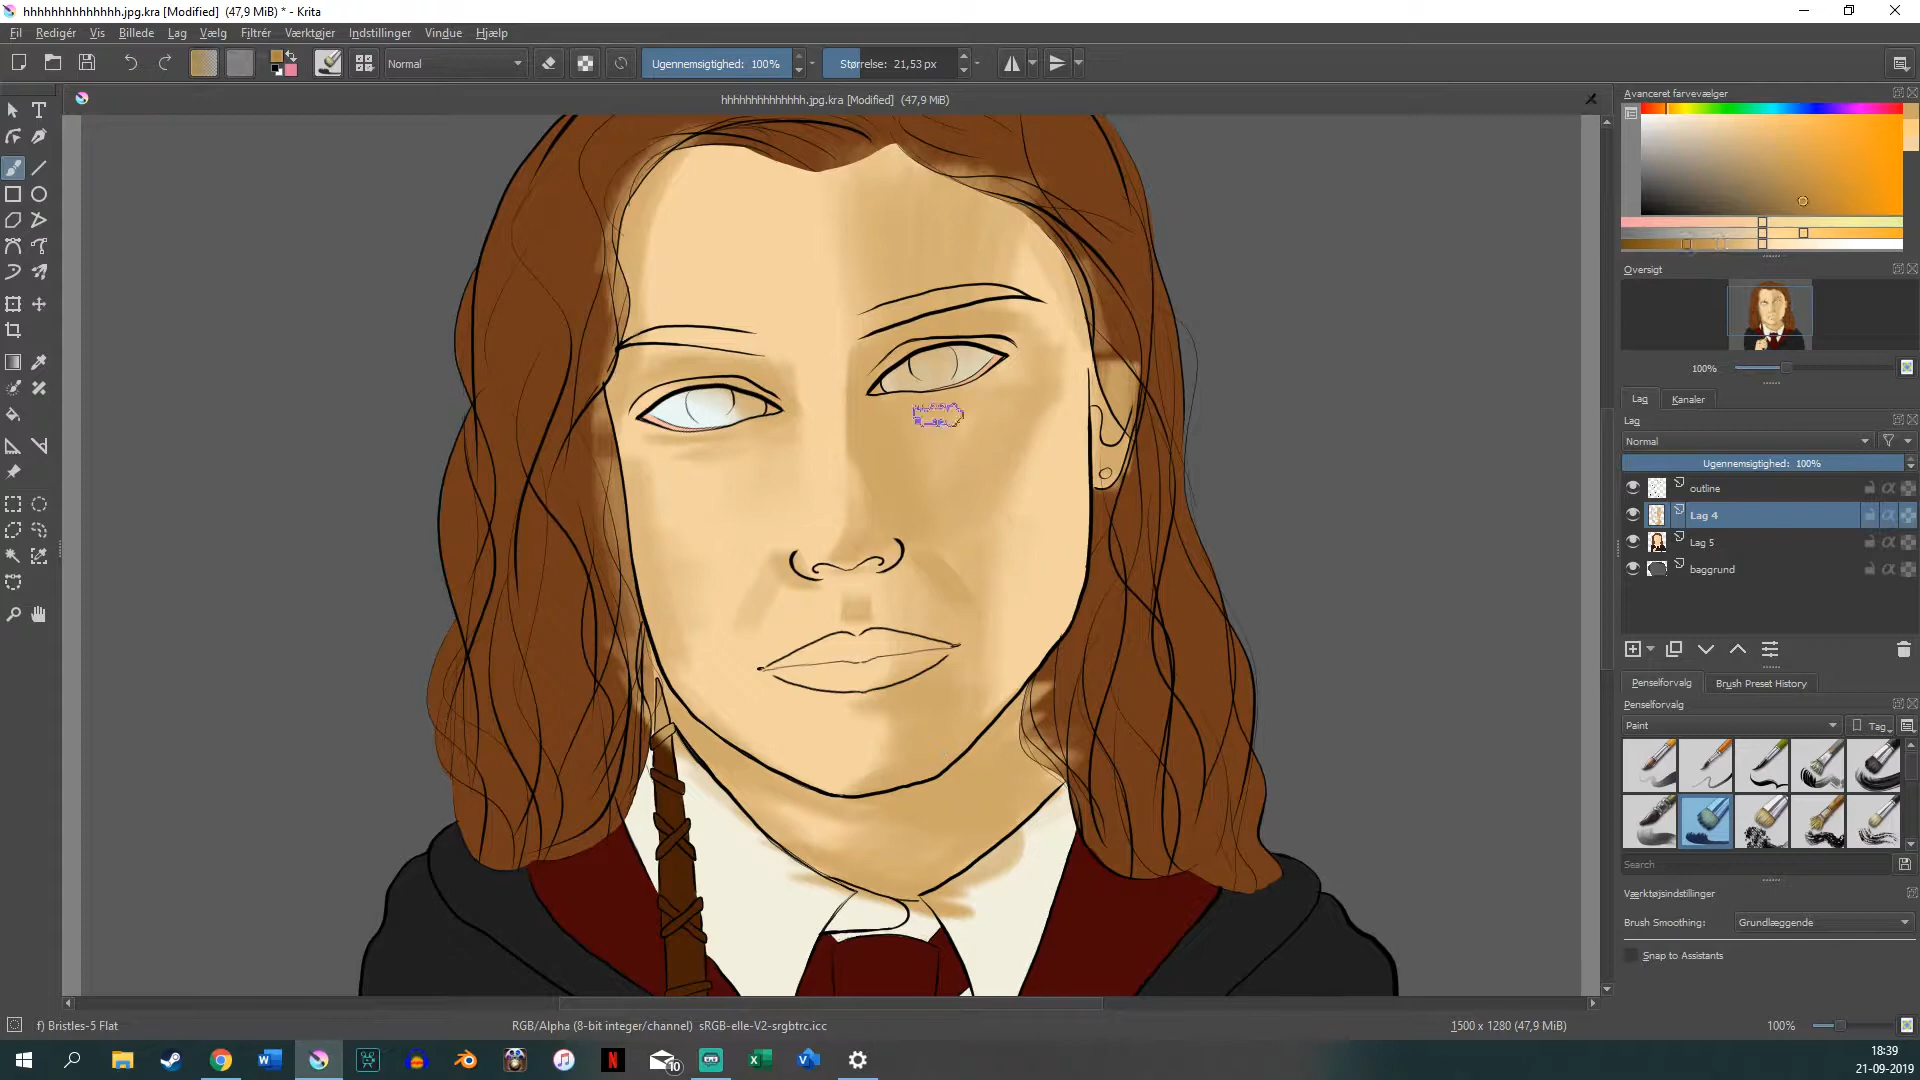 hhhhhhhhhhhhhh.jpg.kra [Modified] (47,9 MiB) * - Krita
Fil Redigér Vis Billede Lag Vælg Filtrér Værktøjer Indstillinger Vindue Hjælp
Normal Ugennemsigtighed: 100% Størrelse: 21,53 px
hhhhhhhhhhhhhh.jpg.kra [Modified] (47,9 MiB)
Avanceret farvevælger
Oversigt
100%
Lag Kanaler
Lag
Normal
Ugennemsigtighed: 100%
outline
Lag 4
Lag 5
baggrund
Penselforvalg Brush Preset History
Penselforvalg
Paint Tag
Search
Værktøjsindstillinger
Brush Smoothing: Grundlæggende
Snap to Assistants
f) Bristles-5 Flat RGB/Alpha (8-bit integer/channel) sRGB-elle-V2-srgbtrc.icc 1500 x 1280 (47,9 MiB) 100%
10
18:39
21-09-2019